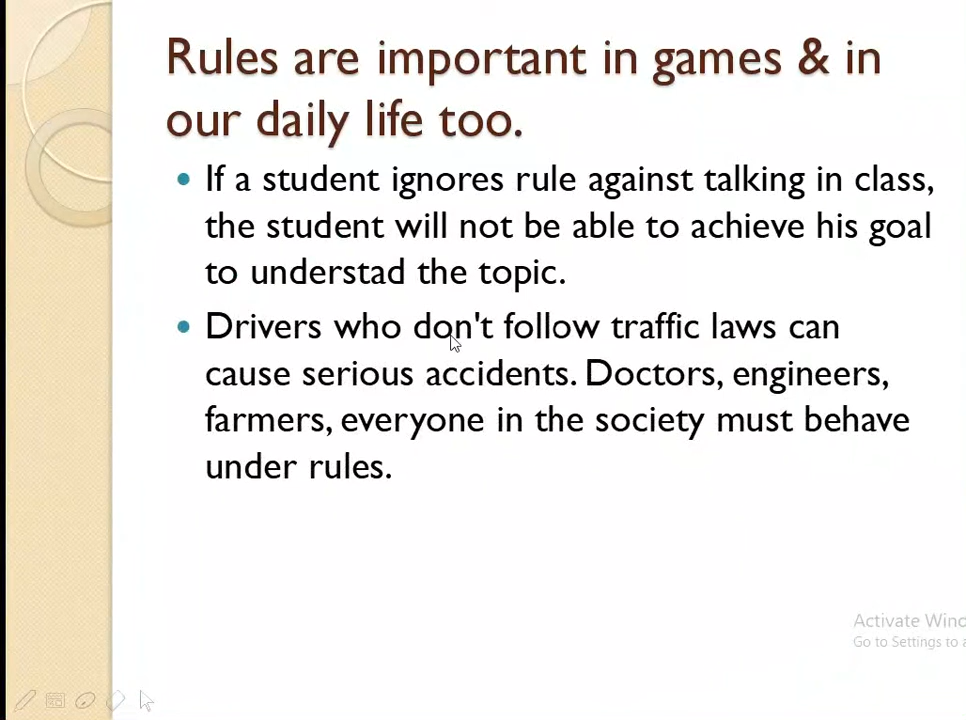 Rules are important in games & in
our daily life too.
• If a student ignores rule against talking in class,
the student will not be able to achieve his goal
to understad the topic.
• Drivers who don't follow traffic laws can
cause serious accidents. Doctors, engineers,
farmers, everyone in the society must behave
under rules.
Activate Wind
Go to Settings to a